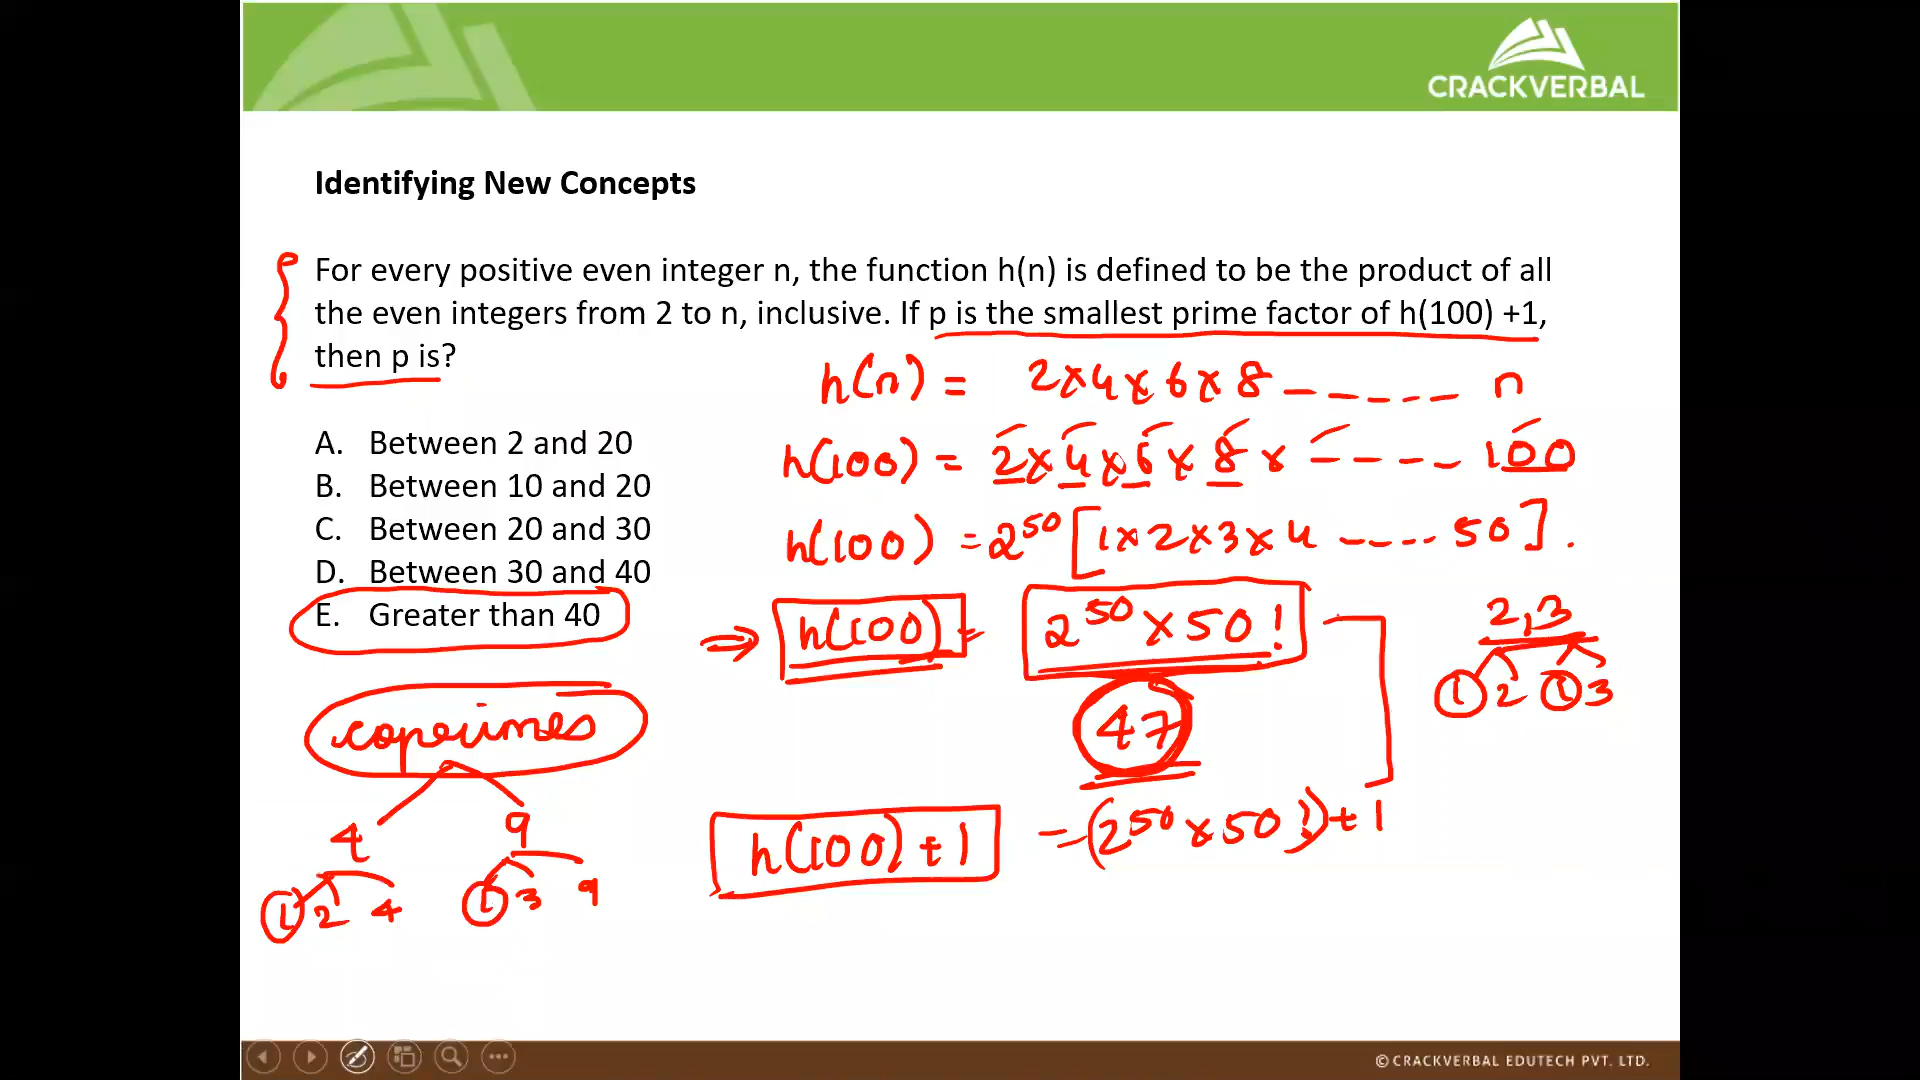 CRACKVERBAL
Identifying New Concepts
For every positive even integer n, the function h(n) is defined to be the product of all
the even integers from 2 to n, inclusive. If p is the smallest prime factor of h(100) +1,
then p is?
h(n) = 2×4×6×8 ------ n
h(100) = 2×4×6×8× ----- 100
h(100) = 2^50 [1×2×3×4 ---- 50].
A. Between 2 and 20
B. Between 10 and 20
C. Between 20 and 30
D. Between 30 and 40
E. Greater than 40
⇒ h(100) = 2^50 × 50!
47
h(100) + 1 = (2^50 × 50!) + 1
2,3
1 2 1 3
coprimes
4 9
1 2 4 1 3 9
© CRACKVERBAL EDUTECH PVT. LTD.